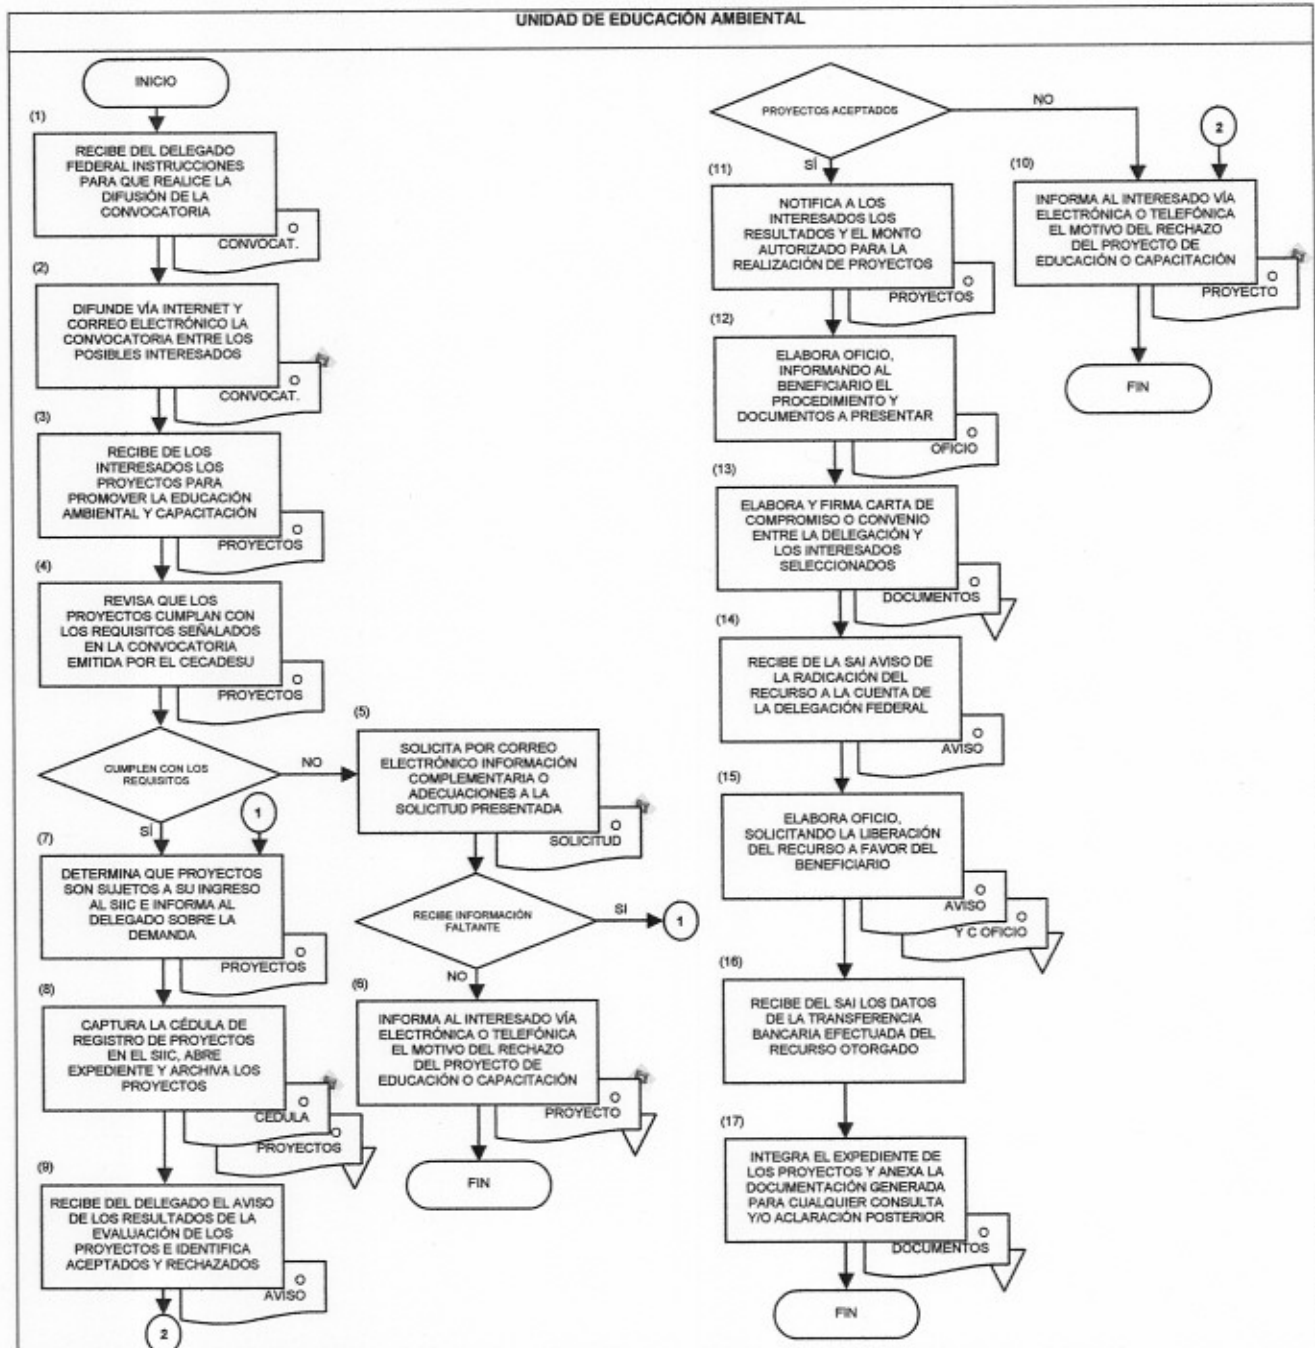 UNIDAD DE EDUCACIÓN AMBIENTAL
INICIO
(1)
RECIBE DEL DELEGADO
FEDERAL INSTRUCCIONES
PARA QUE REALICE LA
DIFUSIÓN DE LA
CONVOCATORIA
O
CONVOCAT.
(2)
DIFUNDE VÍA INTERNET Y
CORREO ELECTRÓNICO LA
CONVOCATORIA ENTRE LOS
POSIBLES INTERESADOS
O
CONVOCAT.
(3)
RECIBE DE LOS
INTERESADOS LOS
PROYECTOS PARA
PROMOVER LA EDUCACIÓN
AMBIENTAL Y CAPACITACIÓN
O
PROYECTOS
(4)
REVISA QUE LOS
PROYECTOS CUMPLAN CON
LOS REQUISITOS SEÑALADOS
EN LA CONVOCATORIA
EMITIDA POR EL CECADESU
O
PROYECTOS
CUMPLEN CON LOS
REQUISITOS
NO
SÍ
1
(5)
SOLICITA POR CORREO
ELECTRÓNICO INFORMACIÓN
COMPLEMENTARIA O
ADECUACIONES A LA
SOLICITUD PRESENTADA
O
SOLICITUD
RECIBE INFORMACIÓN
FALTANTE
SI
1
NO
(6)
INFORMA AL INTERESADO VÍA
ELECTRÓNICA O TELEFÓNICA
EL MOTIVO DEL RECHAZO
DEL PROYECTO DE
EDUCACIÓN O CAPACITACIÓN
O
PROYECTO
FIN
(7)
DETERMINA QUE PROYECTOS
SON SUJETOS A SU INGRESO
AL SIIC E INFORMA AL
DELEGADO SOBRE LA
DEMANDA
O
PROYECTOS
(8)
CAPTURA LA CÉDULA DE
REGISTRO DE PROYECTOS
EN EL SIIC, ABRE
EXPEDIENTE Y ARCHIVA LOS
PROYECTOS
O
CEDULA
O
PROYECTOS
(9)
RECIBE DEL DELEGADO EL AVISO
DE LOS RESULTADOS DE LA
EVALUACIÓN DE LOS
PROYECTOS E IDENTIFICA
ACEPTADOS Y RECHAZADOS
O
AVISO
2
PROYECTOS ACEPTADOS
NO
SÍ
2
(10)
INFORMA AL INTERESADO VÍA
ELECTRÓNICA O TELEFÓNICA
EL MOTIVO DEL RECHAZO
DEL PROYECTO DE
EDUCACIÓN O CAPACITACIÓN
O
PROYECTO
FIN
(11)
NOTIFICA A LOS
INTERESADOS LOS
RESULTADOS Y EL MONTO
AUTORIZADO PARA LA
REALIZACIÓN DE PROYECTOS
O
PROYECTOS
(12)
ELABORA OFICIO,
INFORMANDO AL
BENEFICIARIO EL
PROCEDIMIENTO Y
DOCUMENTOS A PRESENTAR
O
OFICIO
(13)
ELABORA Y FIRMA CARTA DE
COMPROMISO O CONVENIO
ENTRE LA DELEGACIÓN Y
LOS INTERESADOS
SELECCIONADOS
O
DOCUMENTOS
(14)
RECIBE DE LA SAI AVISO DE
LA RADICACIÓN DEL
RECURSO A LA CUENTA DE
LA DELEGACIÓN FEDERAL
O
AVISO
(15)
ELABORA OFICIO,
SOLICITANDO LA LIBERACIÓN
DEL RECURSO A FAVOR DEL
BENEFICIARIO
O
AVISO
O
Y C OFICIO
(16)
RECIBE DEL SAI LOS DATOS
DE LA TRANSFERENCIA
BANCARIA EFECTUADA DEL
RECURSO OTORGADO
(17)
INTEGRA EL EXPEDIENTE DE
LOS PROYECTOS Y ANEXA LA
DOCUMENTACIÓN GENERADA
PARA CUALQUIER CONSULTA
Y/O ACLARACIÓN POSTERIOR
O
DOCUMENTOS
FIN